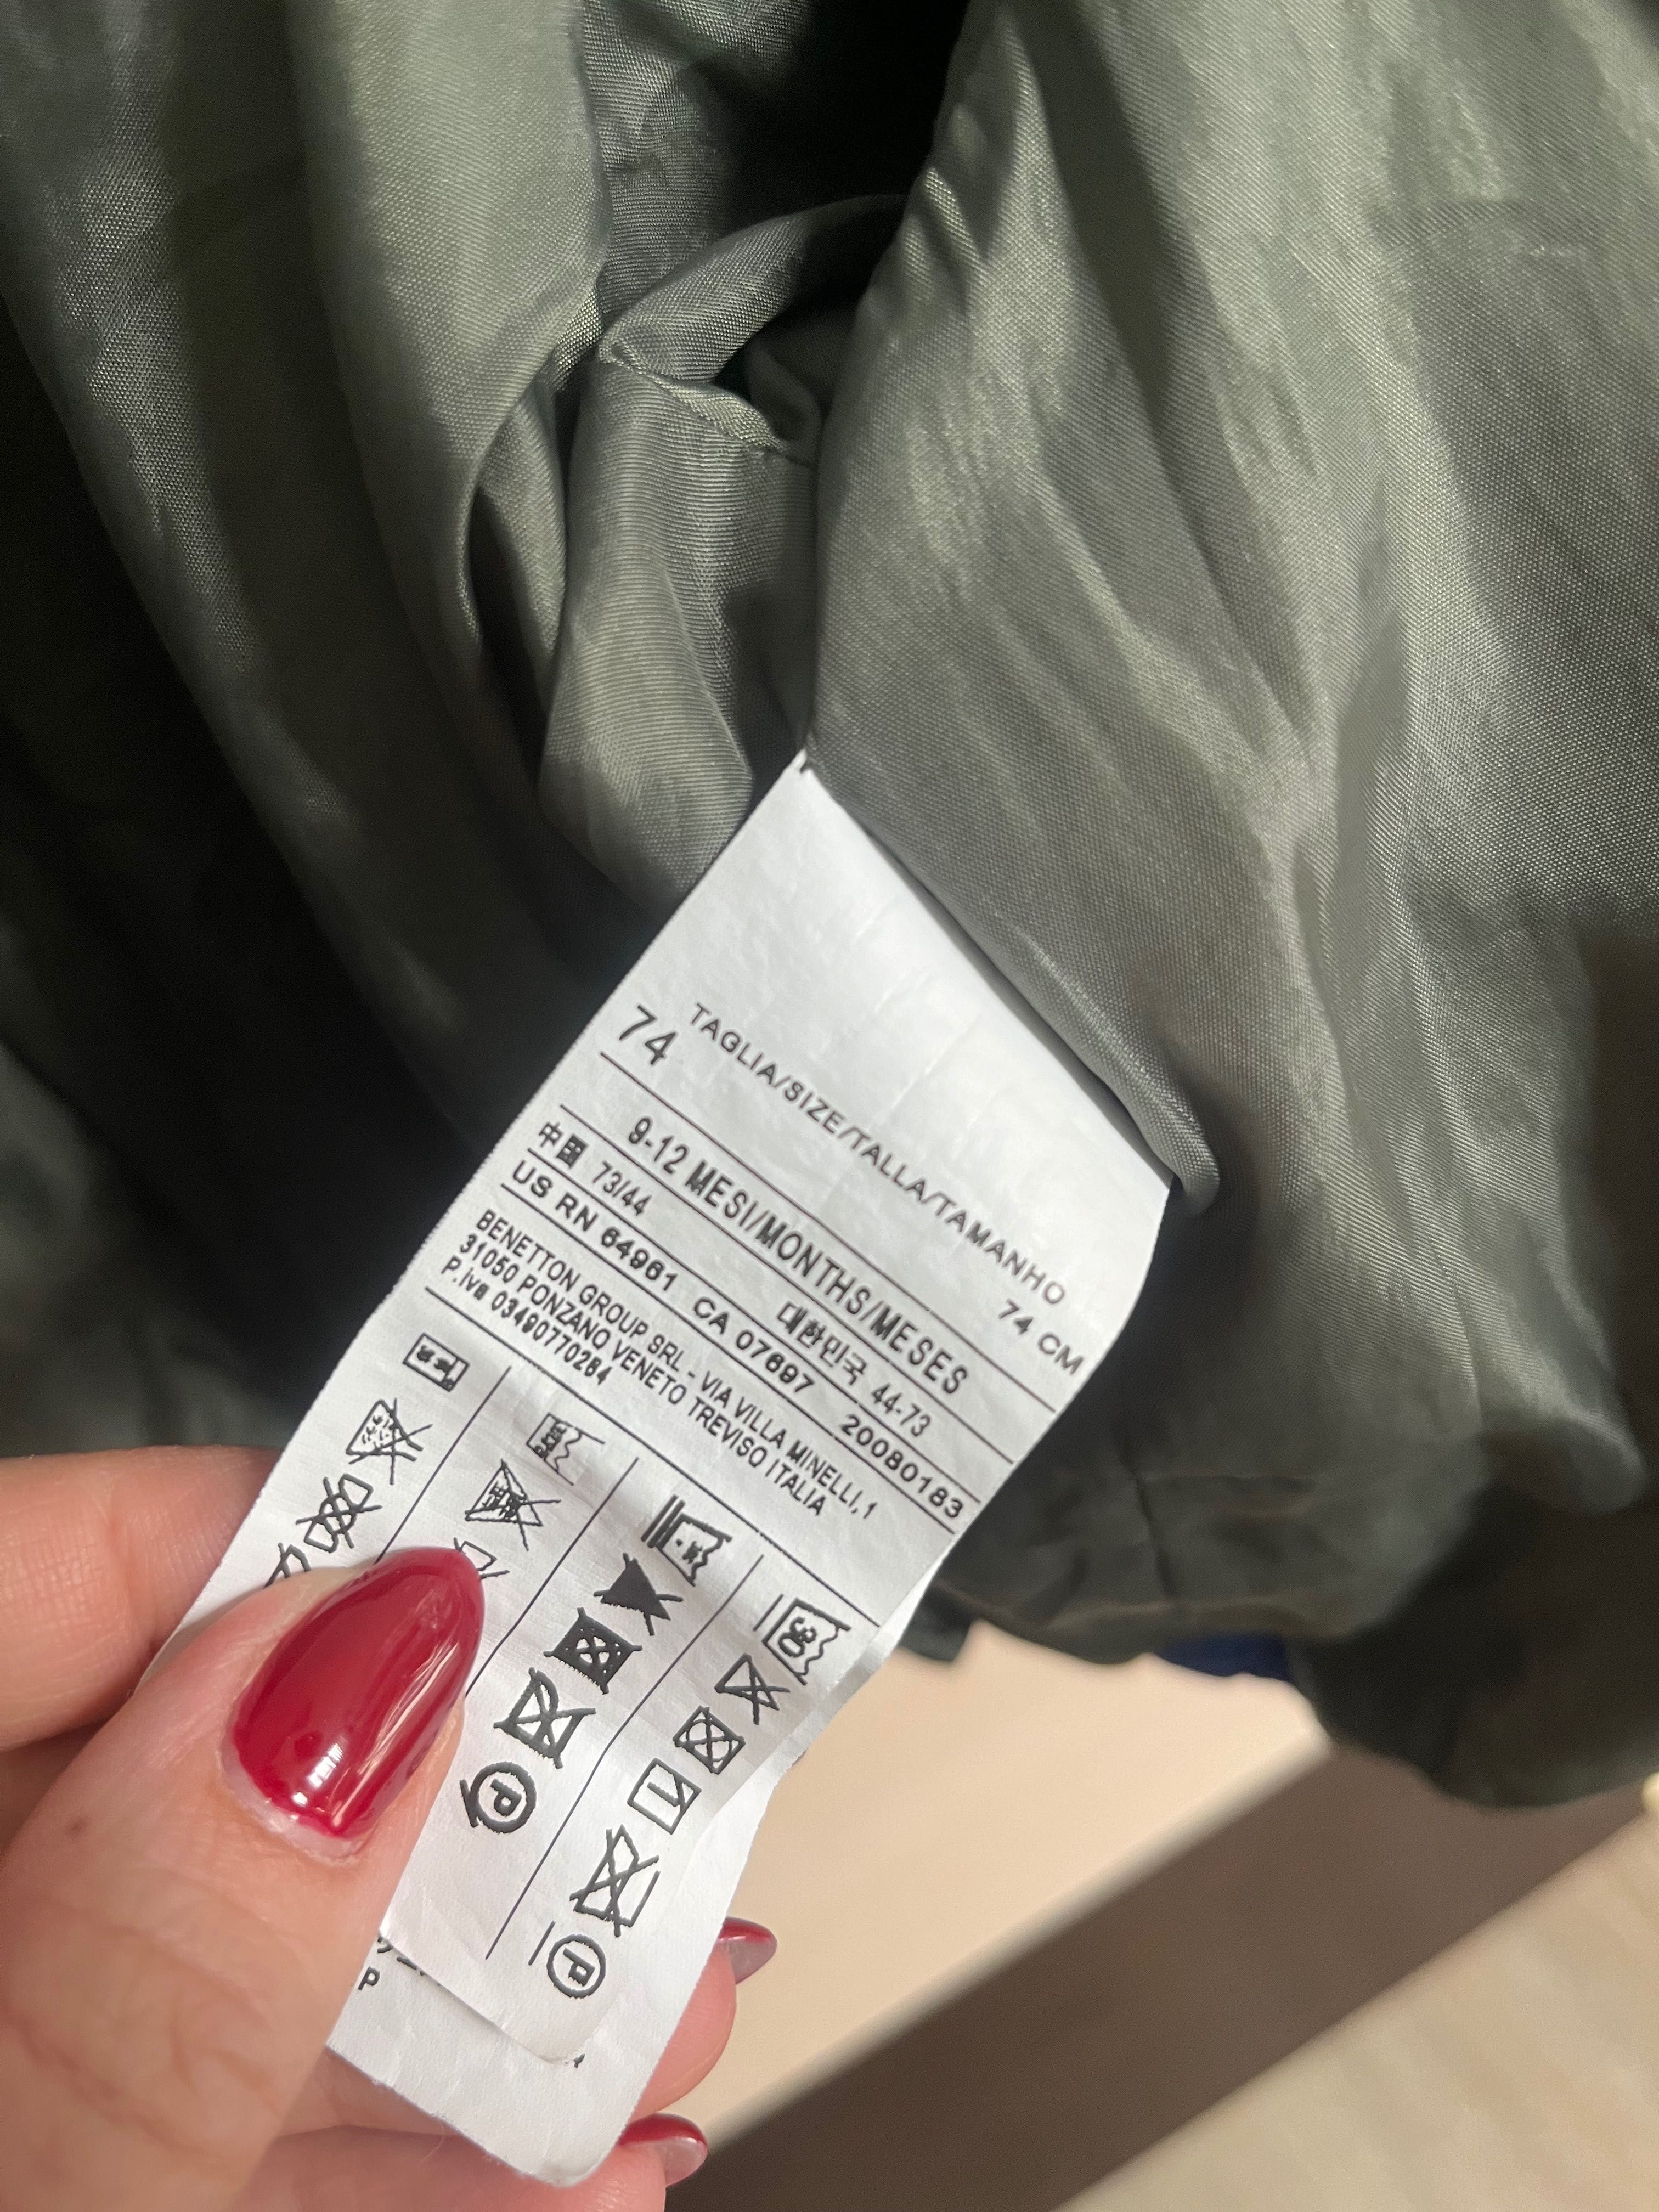 TAGLIA/SIZE/TALLA/TAMANHO
74 74 CM
9-12 MESI/MONTHS/MESES
中国 73/44 대한민국 44-73
US RN 64961 CA 07697 20080183
BENETTON GROUP SRL - VIA VILLA MINELLI, 1
31050 PONZANO VENETO TREVISO ITALIA
P.iva 03490770264
30
P
P
P